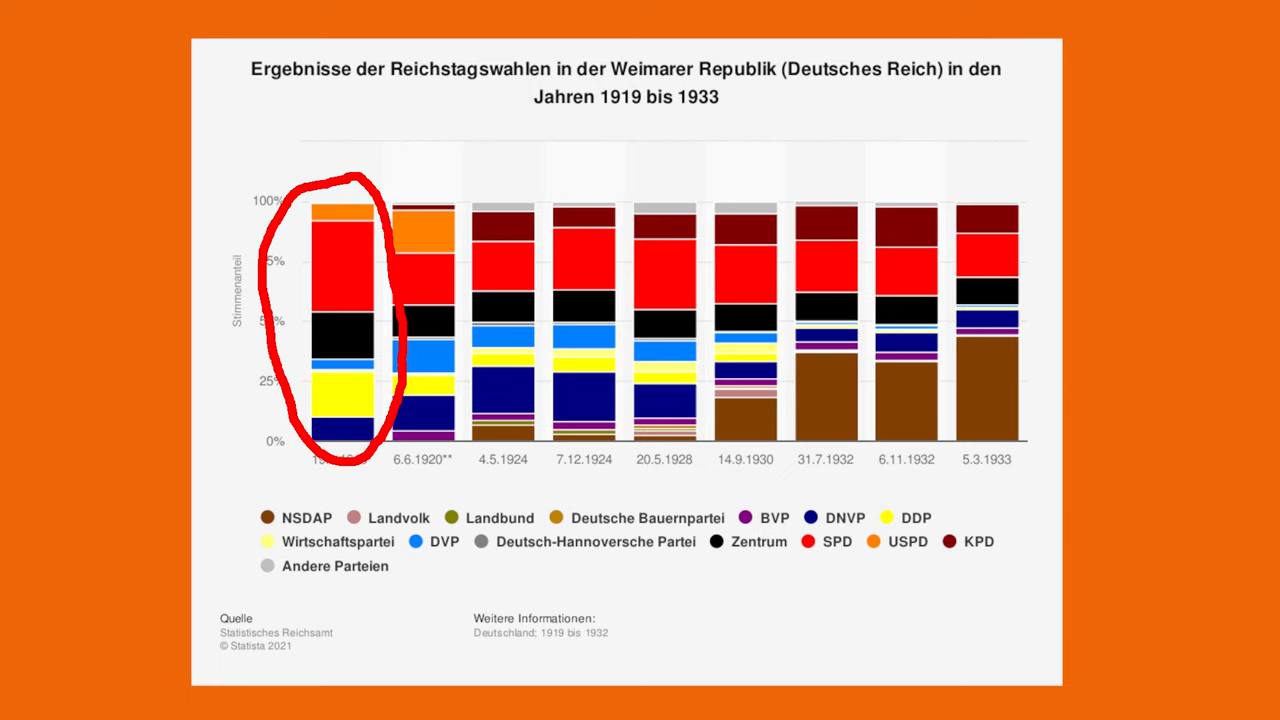 Ergebnisse der Reichstagswahlen in der Weimarer Republik (Deutsches Reich) in den
Jahren 1919 bis 1933
Stimmenanteil
100%
5%
25%
0%
6.6.1920** 4.5.1924 7.12.1924 20.5.1928 14.9.1930 31.7.1932 6.11.1932 5.3.1933
NSDAP Landvolk Landbund Deutsche Bauernpartei BVP DNVP DDP
Wirtschaftspartei DVP Deutsch-Hannoversche Partei Zentrum SPD USPD KPD
Andere Parteien
Quelle Weitere Informationen:
Statistisches Reichsamt Deutschland; 1919 bis 1932
© Statista 2021